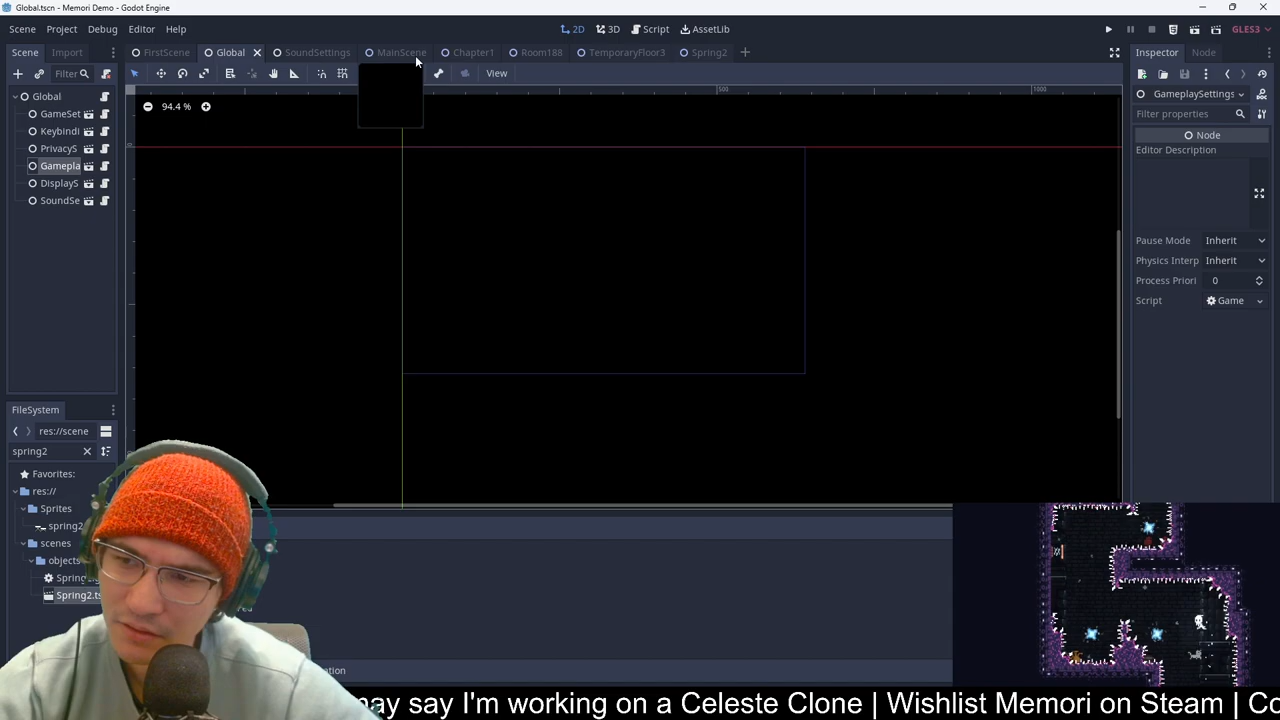 Global.tscn - Memori Demo - Godot Engine
Scene Project Debug Editor Help
2D 3D Script AssetLib
GLES3
Scene Import
FirstScene Global SoundSettings MainScene Chapter1 Room188 TemporaryFloor3 Spring2
Inspector Node
Filter
View
Global
GameSet
Keybindi
PrivacyS
Gamepla
DisplayS
SoundSe
94.4 %
500
1000
0
GameplaySettings
Filter properties
Node
Editor Description
Pause Mode Inherit
Physics Interp Inherit
Process Priori 0
Script Game
FileSystem
res://scene
spring2
Favorites:
res://
Sprites
spring2
scenes
objects
Spring2.ts
may say I'm working on a Celeste Clone | Wishlist Memori on Steam | Co